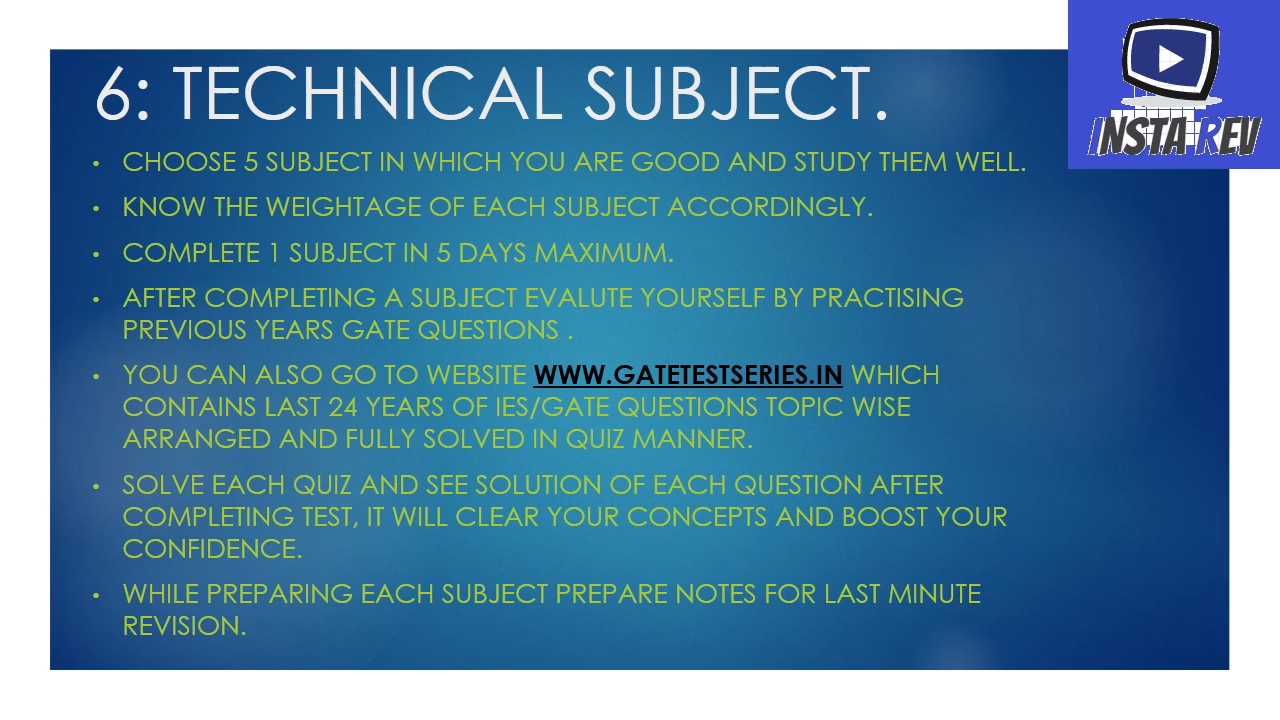 6: TECHNICAL SUBJECT.
INSTA REV
• CHOOSE 5 SUBJECT IN WHICH YOU ARE GOOD AND STUDY THEM WELL.
• KNOW THE WEIGHTAGE OF EACH SUBJECT ACCORDINGLY.
• COMPLETE 1 SUBJECT IN 5 DAYS MAXIMUM.
• AFTER COMPLETING A SUBJECT EVALUTE YOURSELF BY PRACTISING
PREVIOUS YEARS GATE QUESTIONS .
• YOU CAN ALSO GO TO WEBSITE WWW.GATETESTSERIES.IN WHICH
CONTAINS LAST 24 YEARS OF IES/GATE QUESTIONS TOPIC WISE
ARRANGED AND FULLY SOLVED IN QUIZ MANNER.
• SOLVE EACH QUIZ AND SEE SOLUTION OF EACH QUESTION AFTER
COMPLETING TEST, IT WILL CLEAR YOUR CONCEPTS AND BOOST YOUR
CONFIDENCE.
• WHILE PREPARING EACH SUBJECT PREPARE NOTES FOR LAST MINUTE
REVISION.